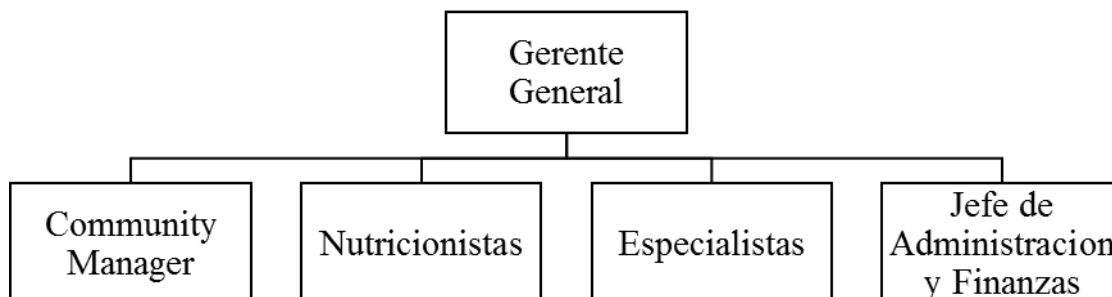 Gerente
General
Community
Manager
Nutricionistas
Especialistas
Jefe de
Administracion
y Finanzas